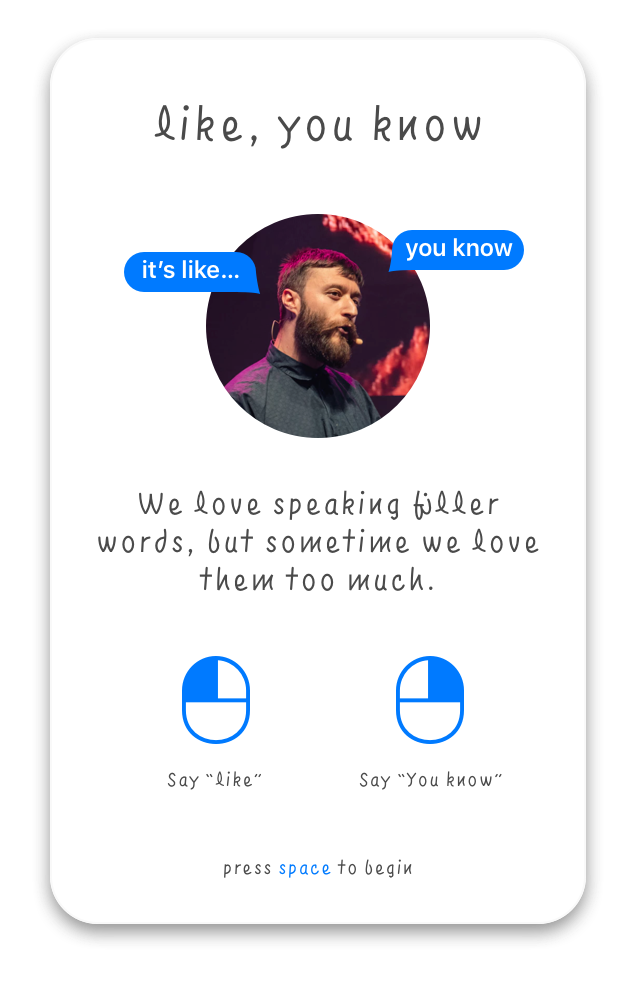 like, you know
it’s like...
you know
We love speaking filler
words, but sometime we love
them too much.
Say “like”
Say “You know”
press space to begin